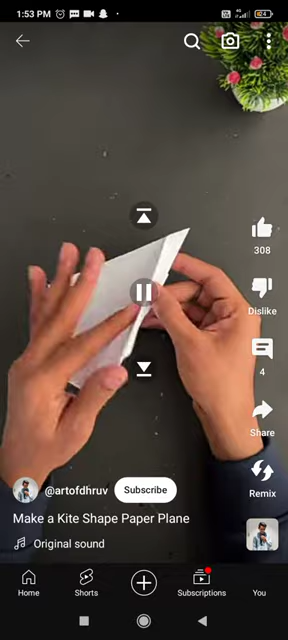 1:53 PM
24
308
Dislike
4
Share
@artofdhruv
Subscribe
Remix
Make a Kite Shape Paper Plane
Original sound
Home
Shorts
Subscriptions
You